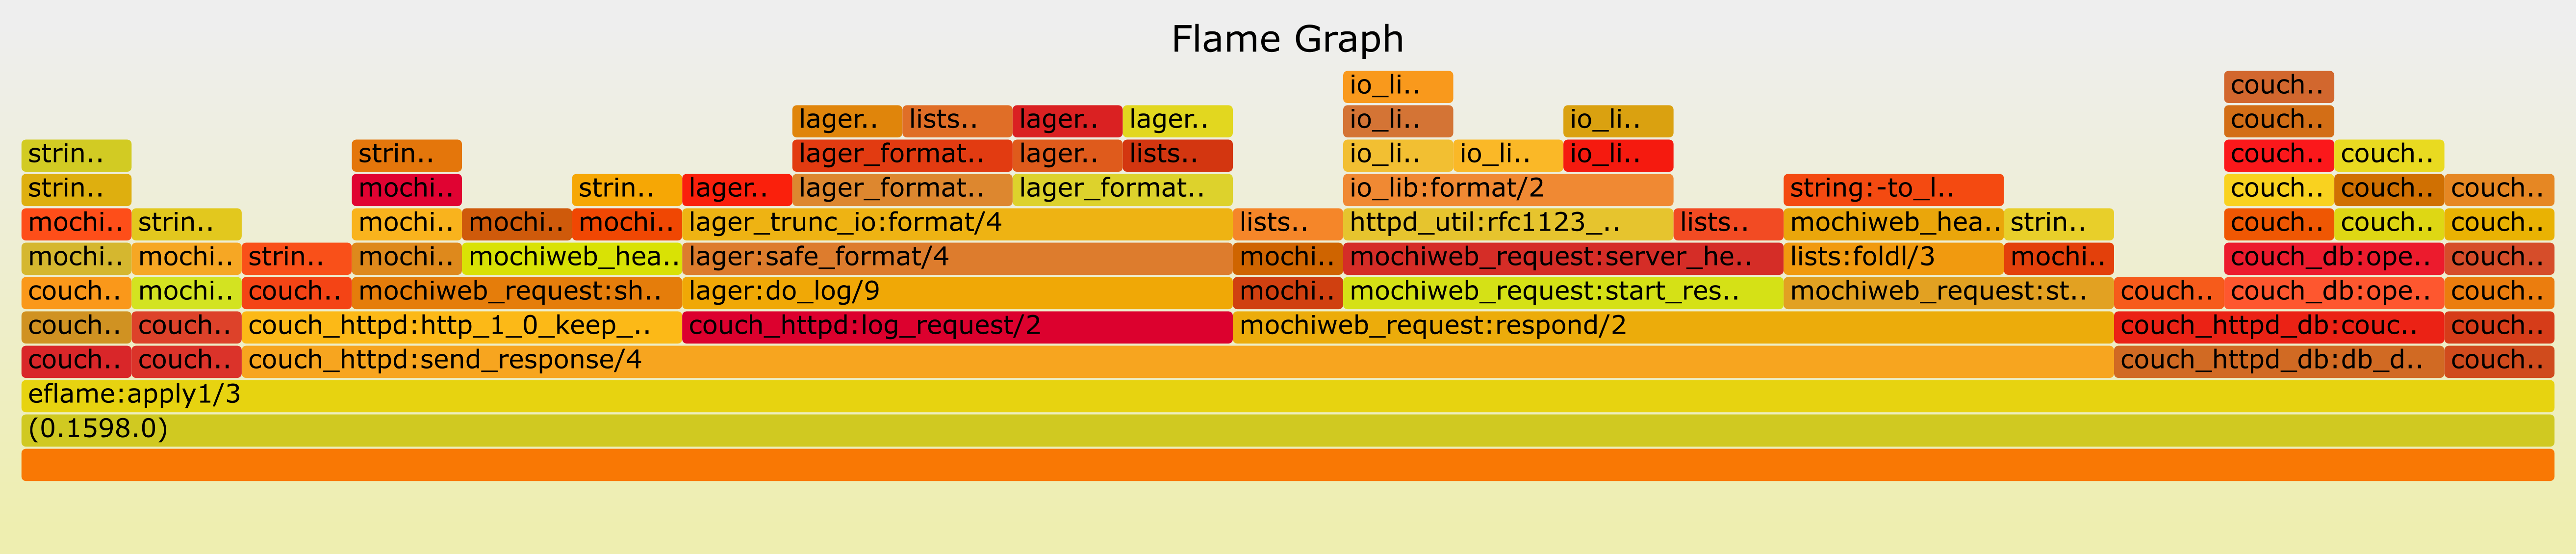 Flame Graph
io_li.. couch..
lager.. lists.. lager.. lager.. io_li.. io_li.. couch..
strin.. strin.. lager_format.. lager.. lists.. io_li.. io_li.. io_li.. couch.. couch..
strin.. mochi.. strin.. lager.. lager_format.. lager_format.. io_lib:format/2 string:-to_l.. couch.. couch.. couch..
mochi.. strin.. mochi.. mochi.. mochi.. lager_trunc_io:format/4 lists.. httpd_util:rfc1123_.. lists.. mochiweb_hea.. strin.. couch.. couch.. couch..
mochi.. mochi.. strin.. mochi.. mochiweb_hea.. lager:safe_format/4 mochi.. mochiweb_request:server_he.. lists:foldl/3 mochi.. couch_db:ope.. couch..
couch.. mochi.. couch.. mochiweb_request:sh.. lager:do_log/9 mochi.. mochiweb_request:start_res.. mochiweb_request:st.. couch.. couch_db:ope.. couch..
couch.. couch.. couch_httpd:http_1_0_keep_.. couch_httpd:log_request/2 mochiweb_request:respond/2 couch_httpd_db:couc.. couch..
couch.. couch.. couch_httpd:send_response/4 couch_httpd_db:db_d.. couch..
eflame:apply1/3
(0.1598.0)